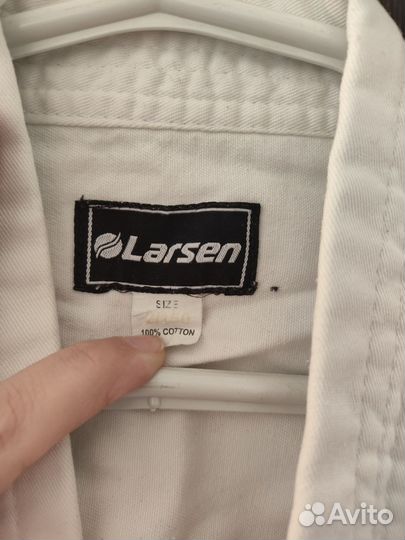 Larsen
SIZE
100% COTTON
Avito